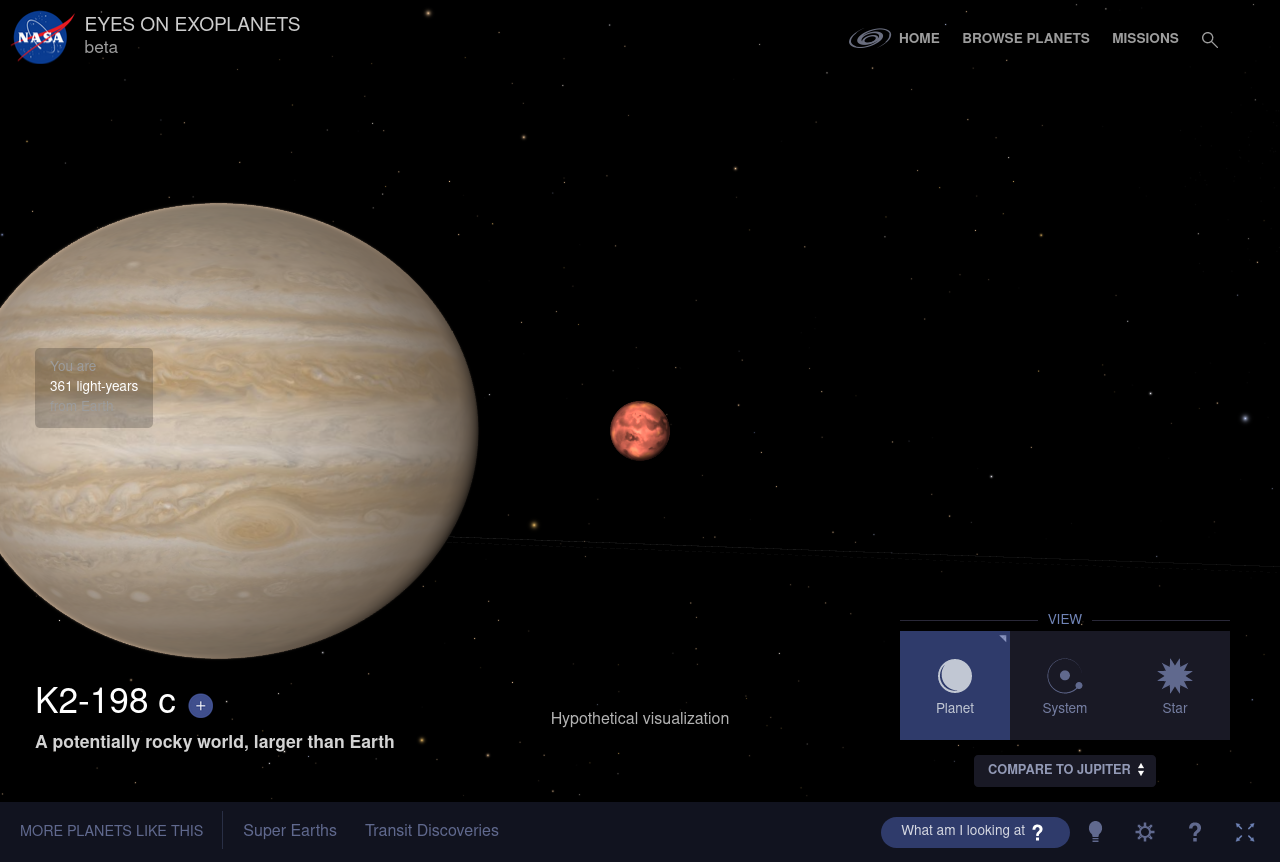 NASA
EYES ON EXOPLANETS
beta
HOME
BROWSE PLANETS
MISSIONS
You are
361 light-years
from Earth
K2-198 c
A potentially rocky world, larger than Earth
Hypothetical visualization
VIEW
Planet
System
Star
COMPARE TO JUPITER
MORE PLANETS LIKE THIS
Super Earths
Transit Discoveries
What am I looking at ?
?